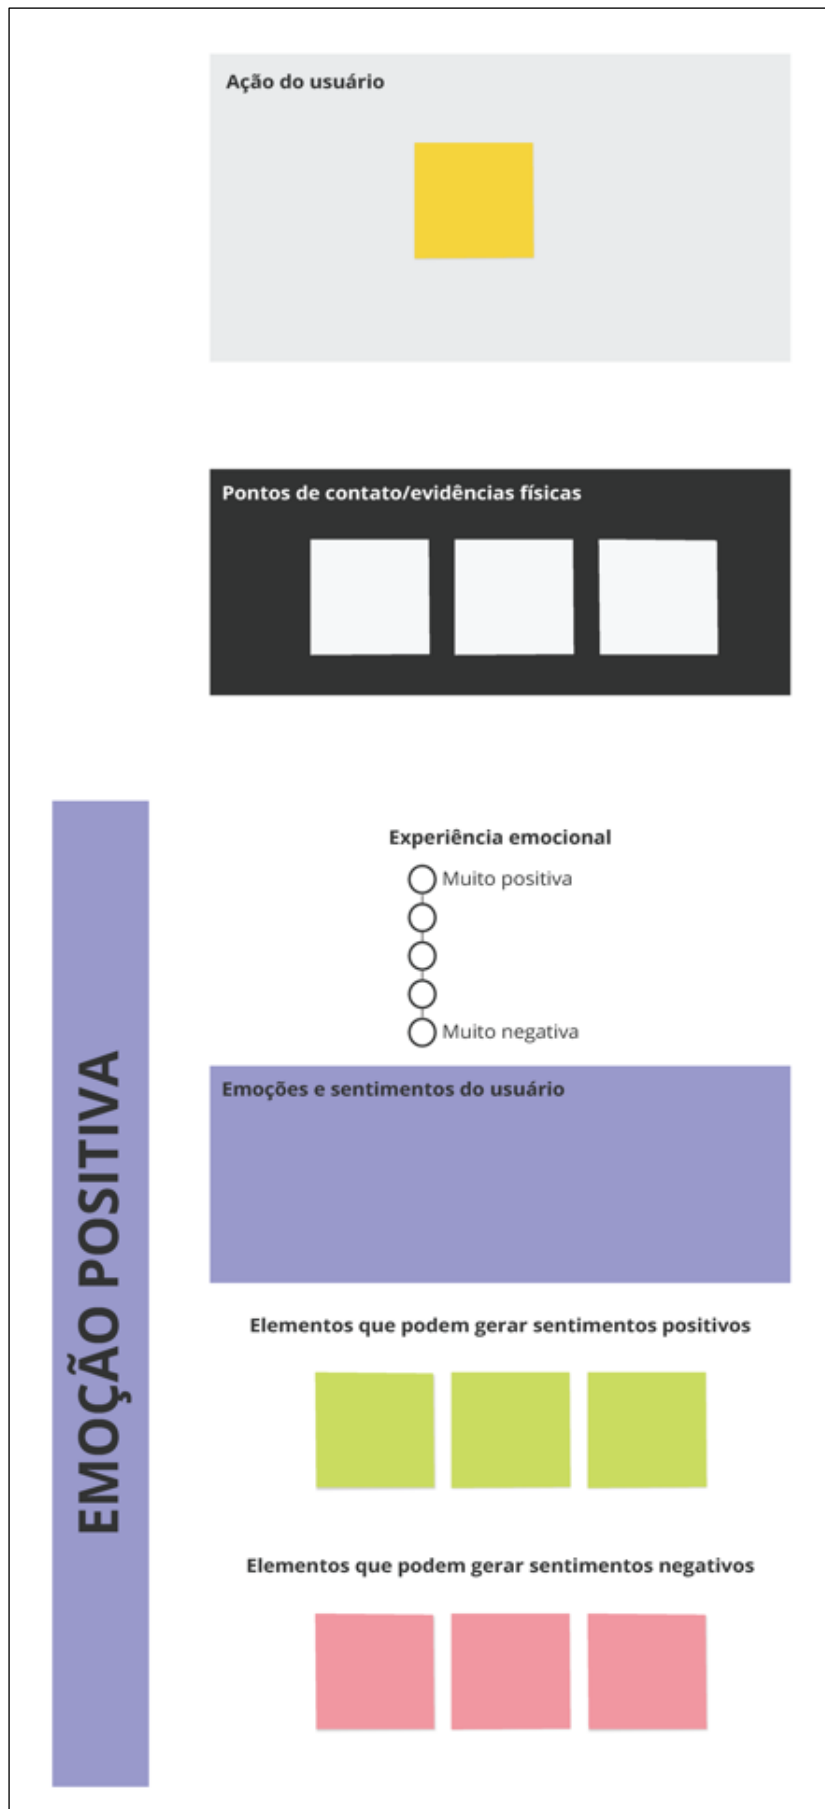 Ação do usuário
Pontos de contato/evidências físicas
EMOÇÃO POSITIVA
Experiência emocional
Muito positiva
Muito negativa
Emoções e sentimentos do usuário
Elementos que podem gerar sentimentos positivos
Elementos que podem gerar sentimentos negativos